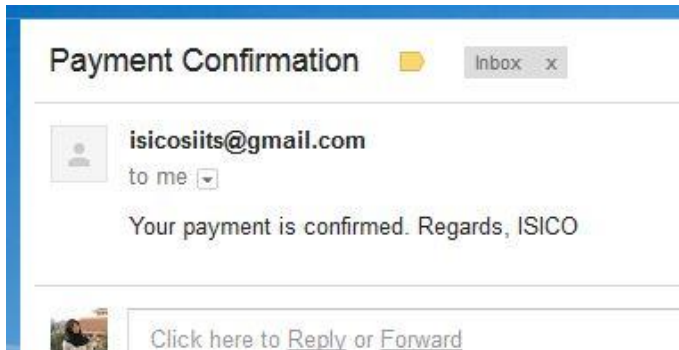 Payment Confirmation
Inbox x
isicosiits@gmail.com
to me
Your payment is confirmed. Regards, ISICO
Click here to Reply or Forward